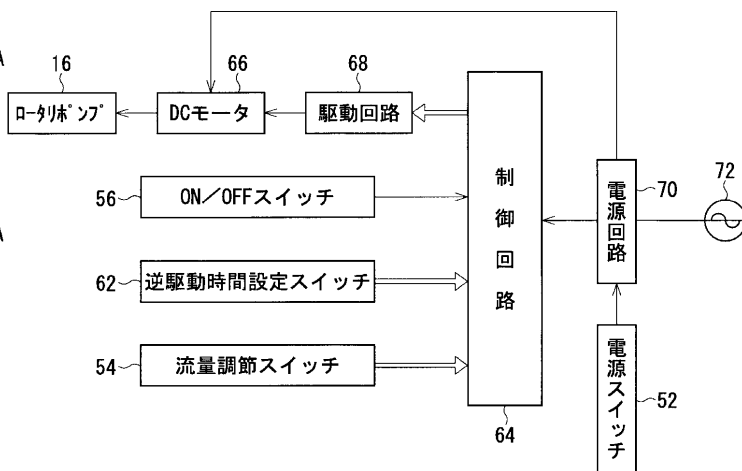 A
16
66
68
72
ロータリポンプ
DCモータ
駆動回路
制御回路
電源回路
70
56
ON/OFFスイッチ
A
62
逆駆動時間設定スイッチ
54
流量調節スイッチ
電源スイッチ
52
64